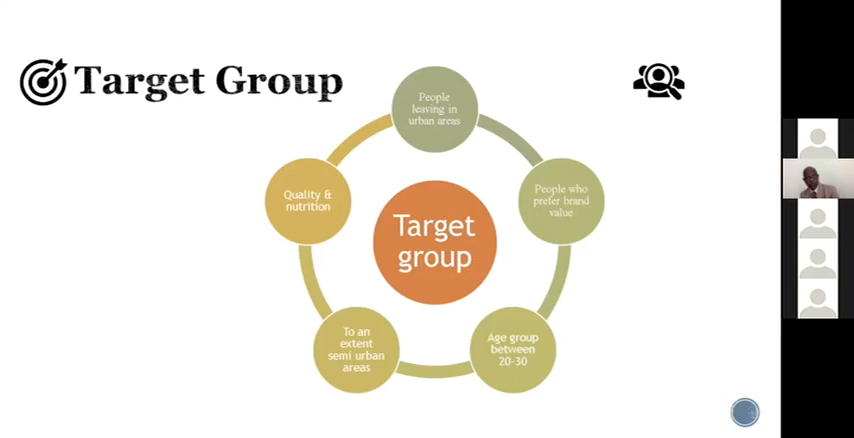 Target Group
People
leaving in
urban areas
People who
prefer brand
value
Age group
between
20-30
To an
extent
semi urban
areas
Quality &
nutrition
Target
group